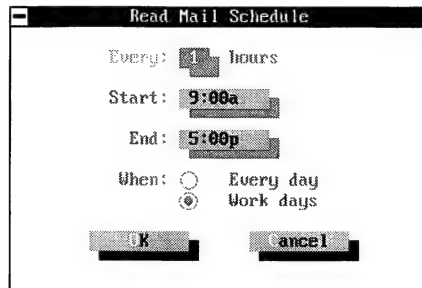 Read Mail Schedule
Every: 1 hours
Start: 9:00a
End: 5:00p
When: Every day
Work days
OK Cancel